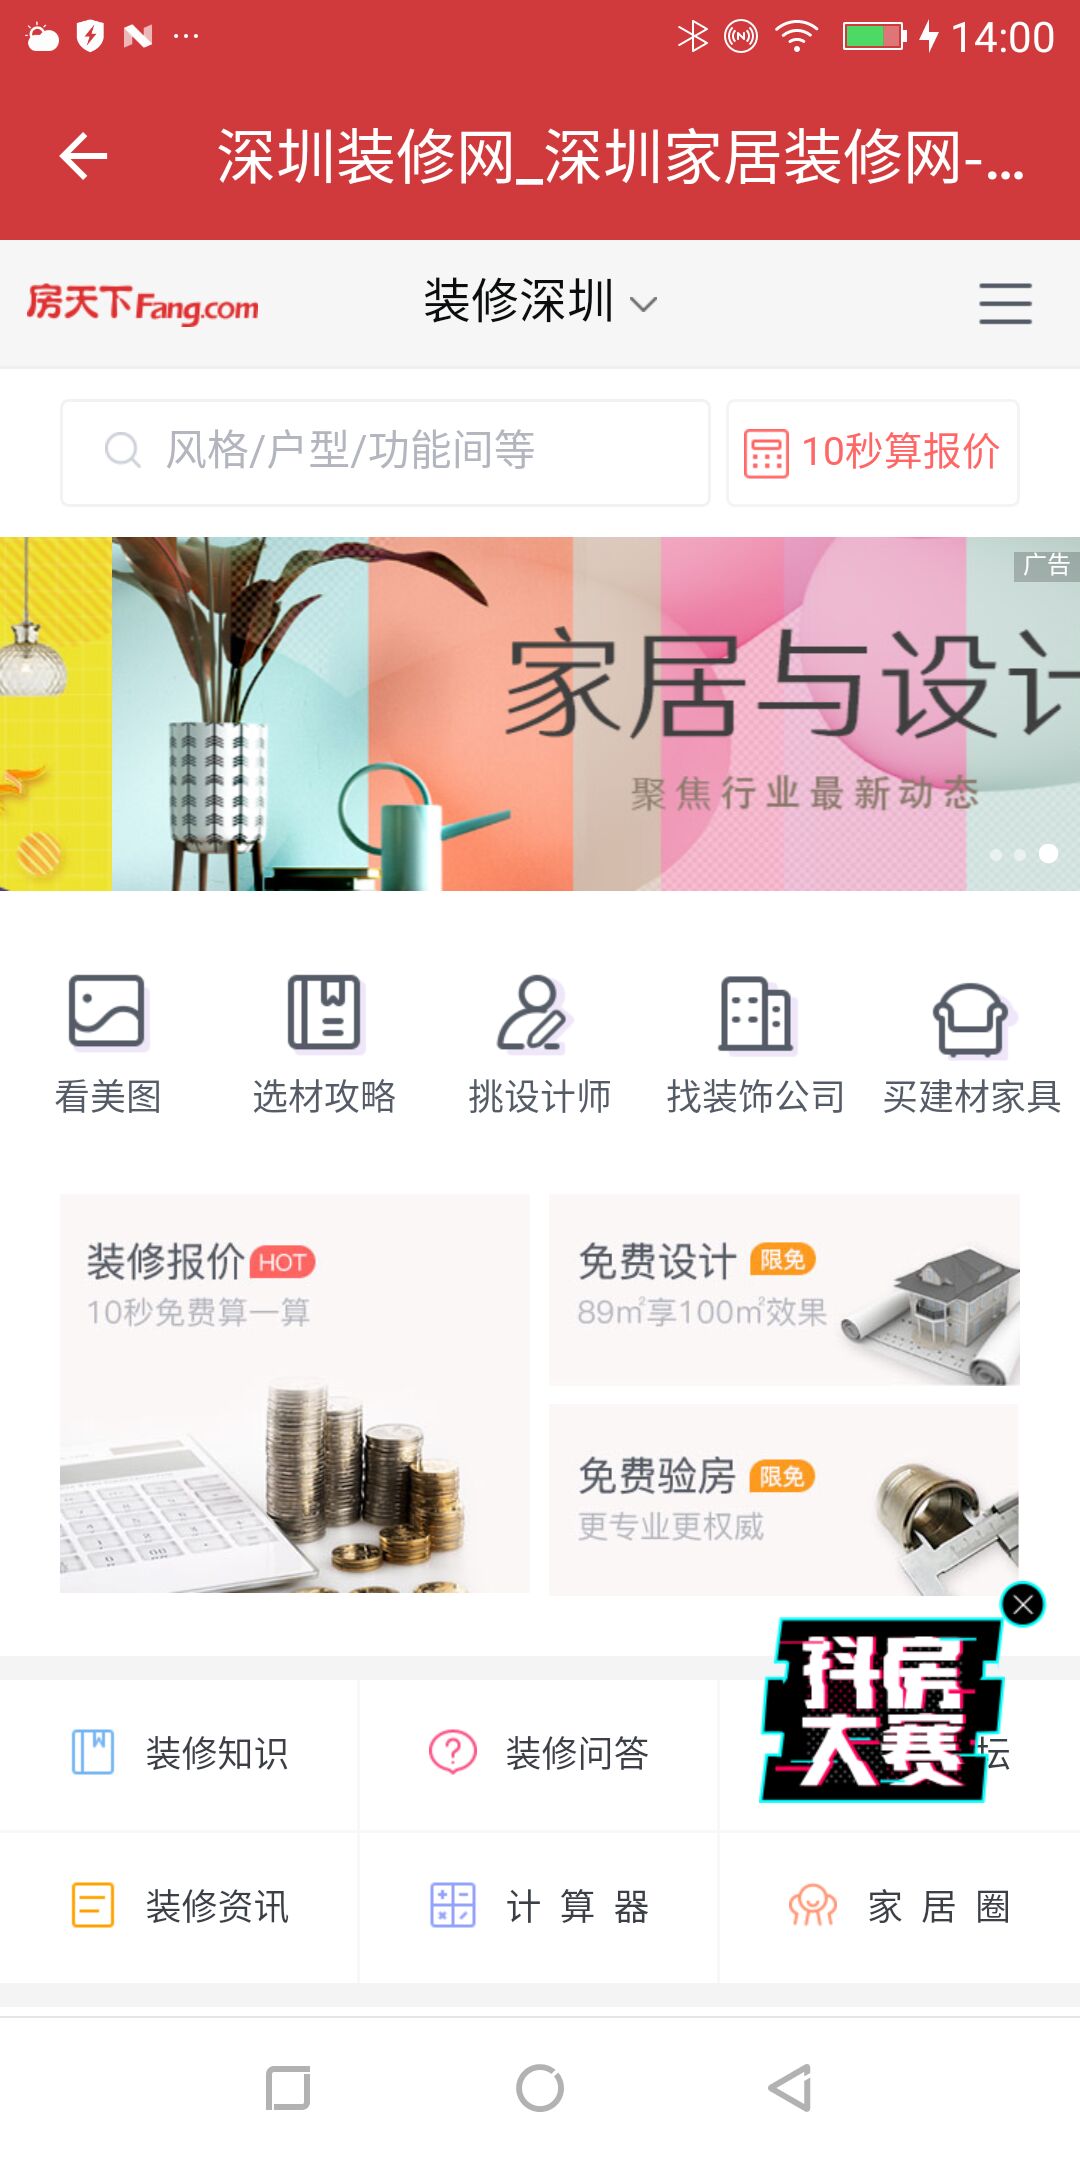 14:00
深圳装修网_深圳家居装修网-...
房天下Fang.com
装修深圳
风格/户型/功能间等
10秒算报价
广告
家居与设计
聚焦行业最新动态
看美图
选材攻略
挑设计师
找装饰公司
买建材家具
装修报价 HOT
10秒免费算一算
免费设计 限免
89㎡享100㎡效果
免费验房 限免
更专业更权威
抖房
大赛
装修知识
装修问答
坛
装修资讯
计算器
家居圈